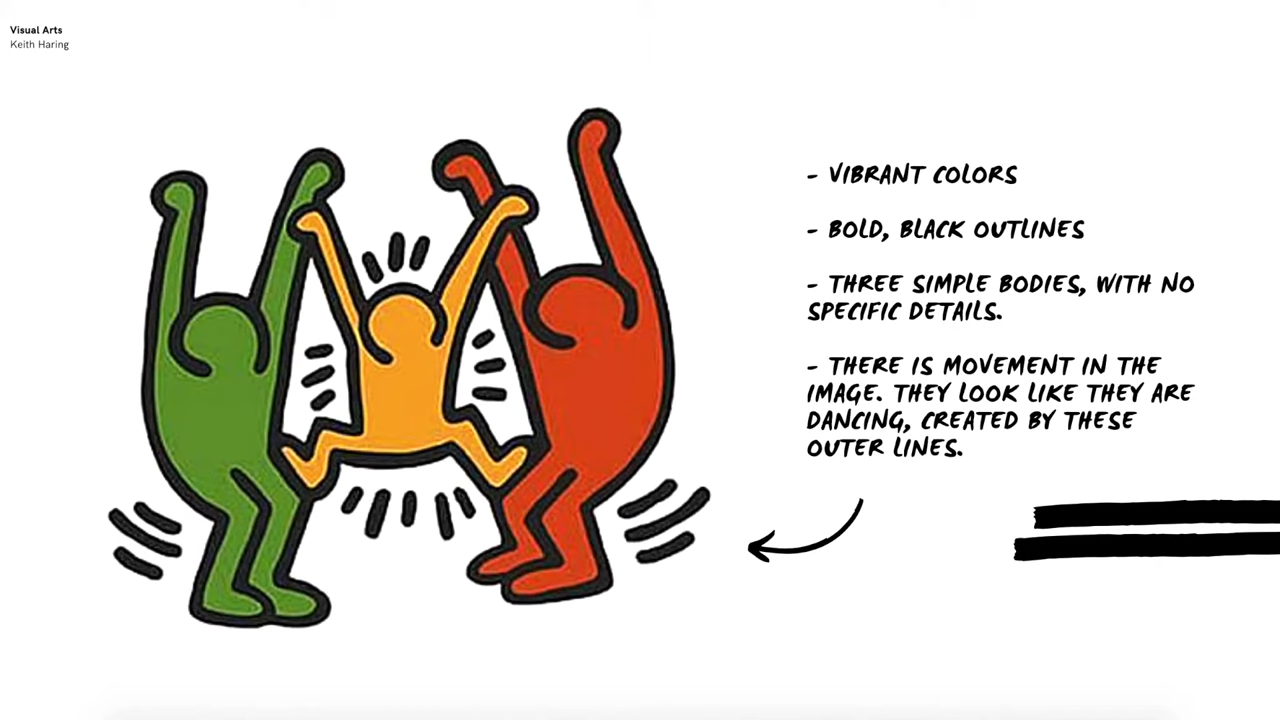 Visual Arts
Keith Haring
- VIBRANT COLORS
- BOLD, BLACK OUTLINES
- THREE SIMPLE BODIES, WITH NO
SPECIFIC DETAILS.
- THERE IS MOVEMENT IN THE
IMAGE. THEY LOOK LIKE THEY ARE
DANCING, CREATED BY THESE
OUTER LINES.